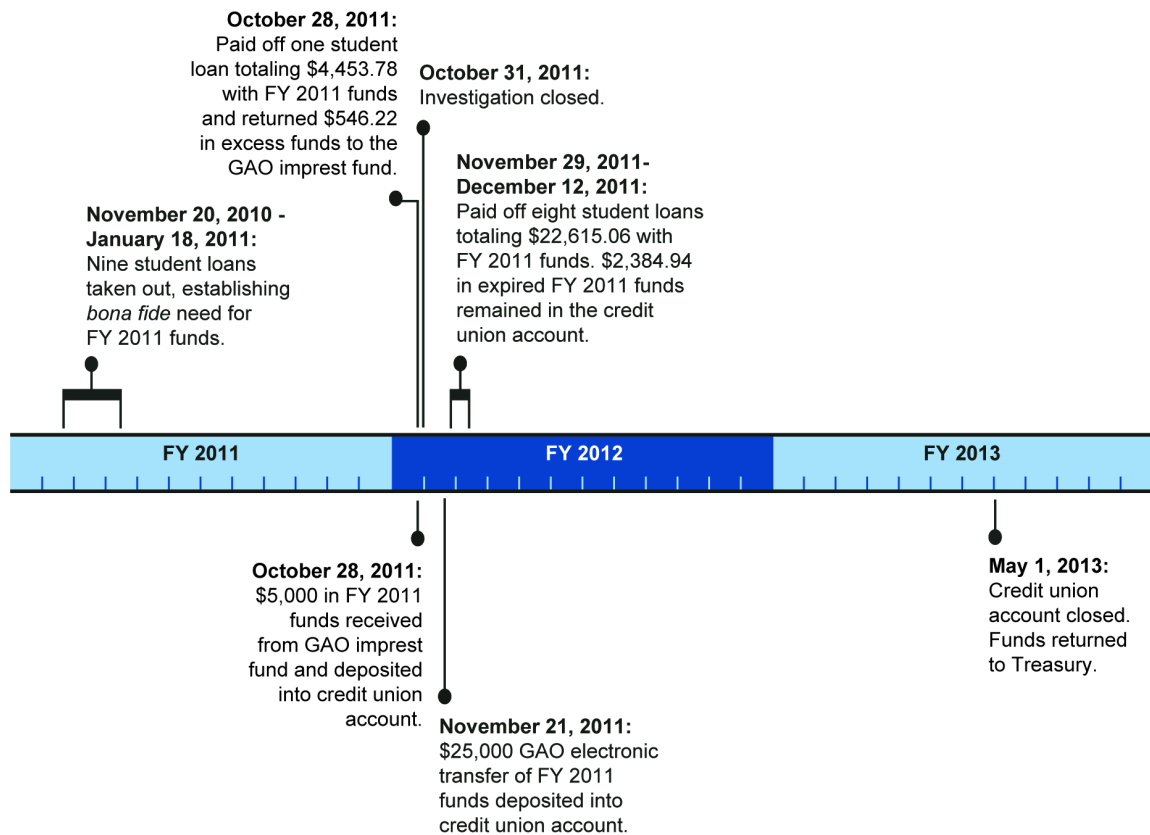 October 28, 2011:
Paid off one student
loan totaling $4,453.78
with FY 2011 funds
and returned $546.22
in excess funds to the
GAO imprest fund.
October 31, 2011:
Investigation closed.
November 29, 2011-
December 12, 2011:
Paid off eight student loans
totaling $22,615.06 with
FY 2011 funds. $2,384.94
in expired FY 2011 funds
remained in the credit
union account.
November 20, 2010 -
January 18, 2011:
Nine student loans
taken out, establishing
bona fide need for
FY 2011 funds.
FY 2011
FY 2012
FY 2013
October 28, 2011:
$5,000 in FY 2011
funds received
from GAO imprest
fund and deposited
into credit union
account.
November 21, 2011:
$25,000 GAO electronic
transfer of FY 2011
funds deposited into
credit union account.
May 1, 2013:
Credit union
account closed.
Funds returned
to Treasury.